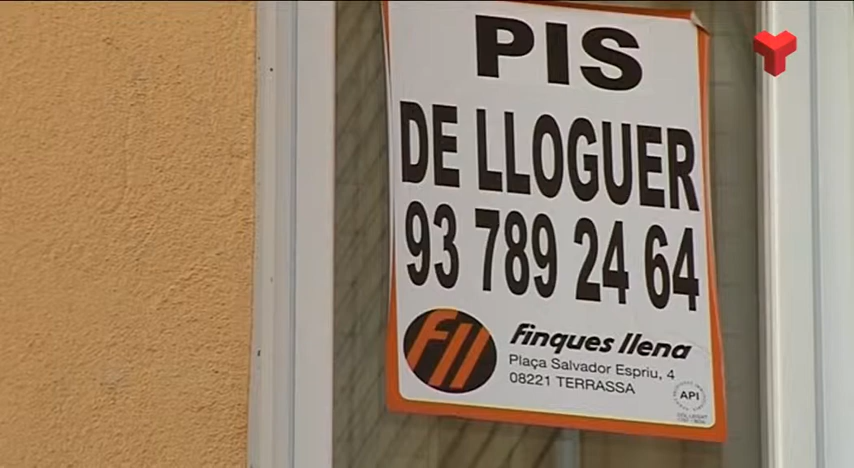 PIS
DE LLOGUER
93 789 24 64
Fll
Finques llena
Plaça Salvador Espriu, 4
08221 TERRASSA
API